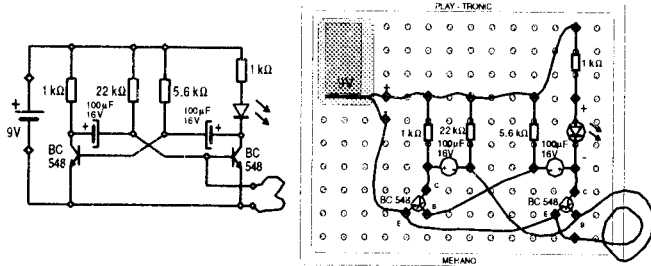 1 kΩ
22 kΩ
5.6 kΩ
1 kΩ
100μF
16V
100μF
16V
9V
BC
548
BC
548
PLAY - TRONIC
9V
1 kΩ
1 kΩ
22 kΩ
5.6 kΩ
100μF
16V
100μF
16V
C
C
BC 548
B
E
BC 548
B
E
MEHANO